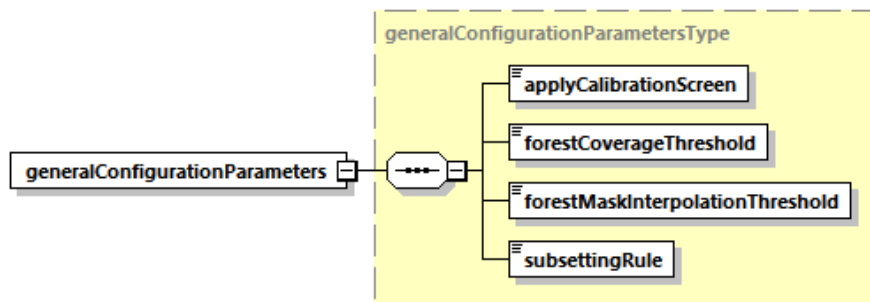 generalConfigurationParametersType
applyCalibrationScreen
forestCoverageThreshold
generalConfigurationParameters
forestMaskInterpolationThreshold
subsettingRule